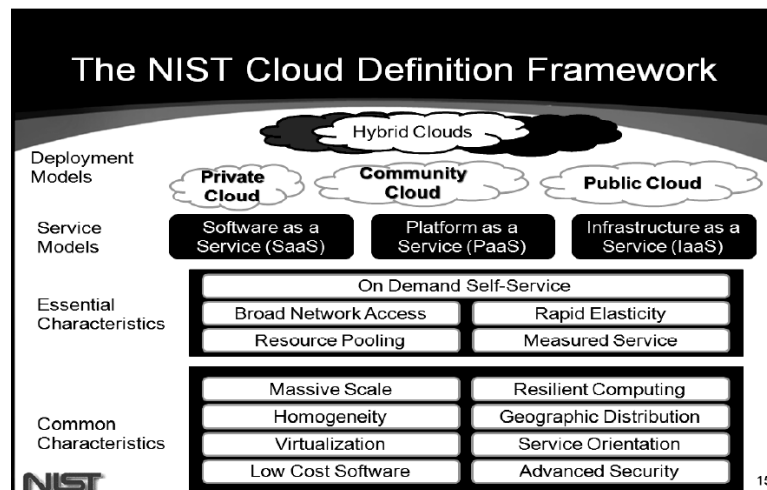 The NIST Cloud Definition Framework
Hybrid Clouds
Deployment
Models
Private
Cloud
Community
Cloud
Public Cloud
Service
Models
Software as a
Service (SaaS)
Platform as a
Service (PaaS)
Infrastructure as a
Service (IaaS)
Essential
Characteristics
On Demand Self-Service
Broad Network Access
Rapid Elasticity
Resource Pooling
Measured Service
Common
Characteristics
Massive Scale
Resilient Computing
Homogeneity
Geographic Distribution
Virtualization
Service Orientation
Low Cost Software
Advanced Security
NIST
15